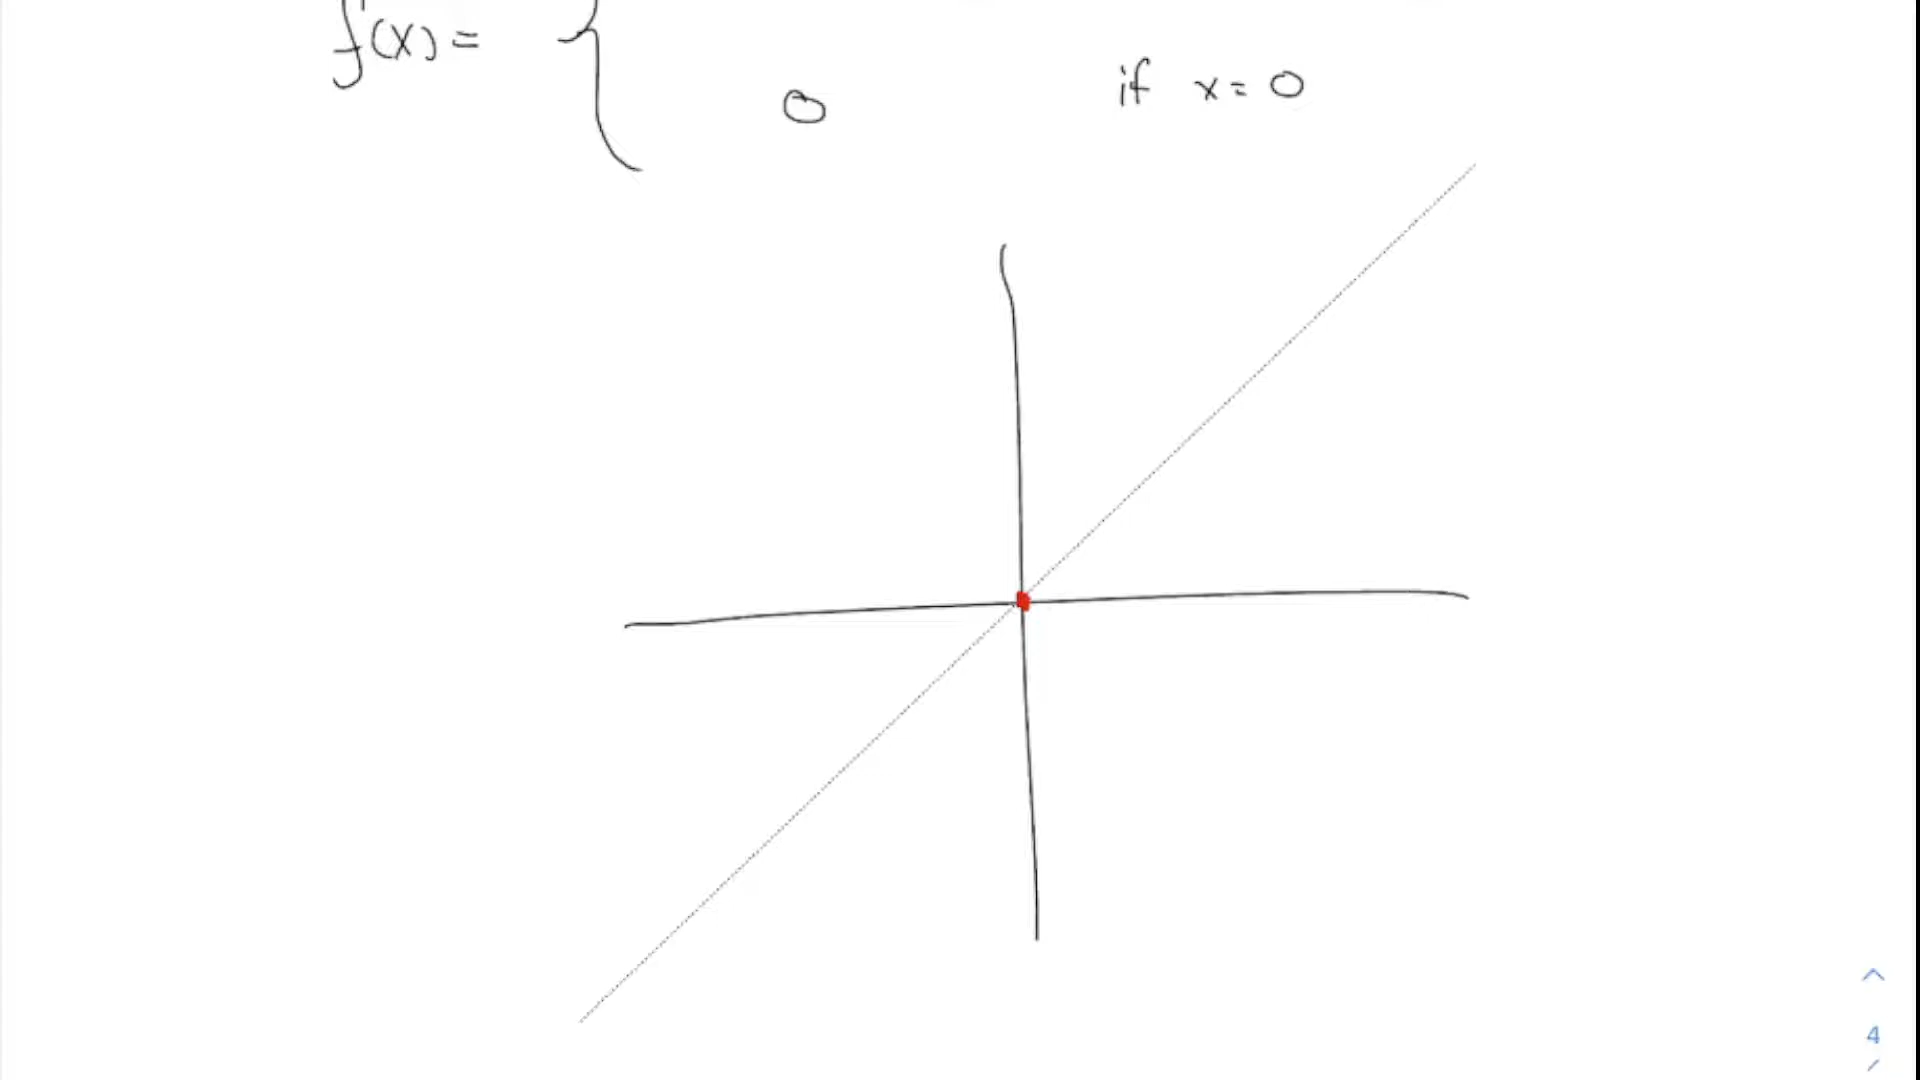 f(x) = {
0 if x = 0
4